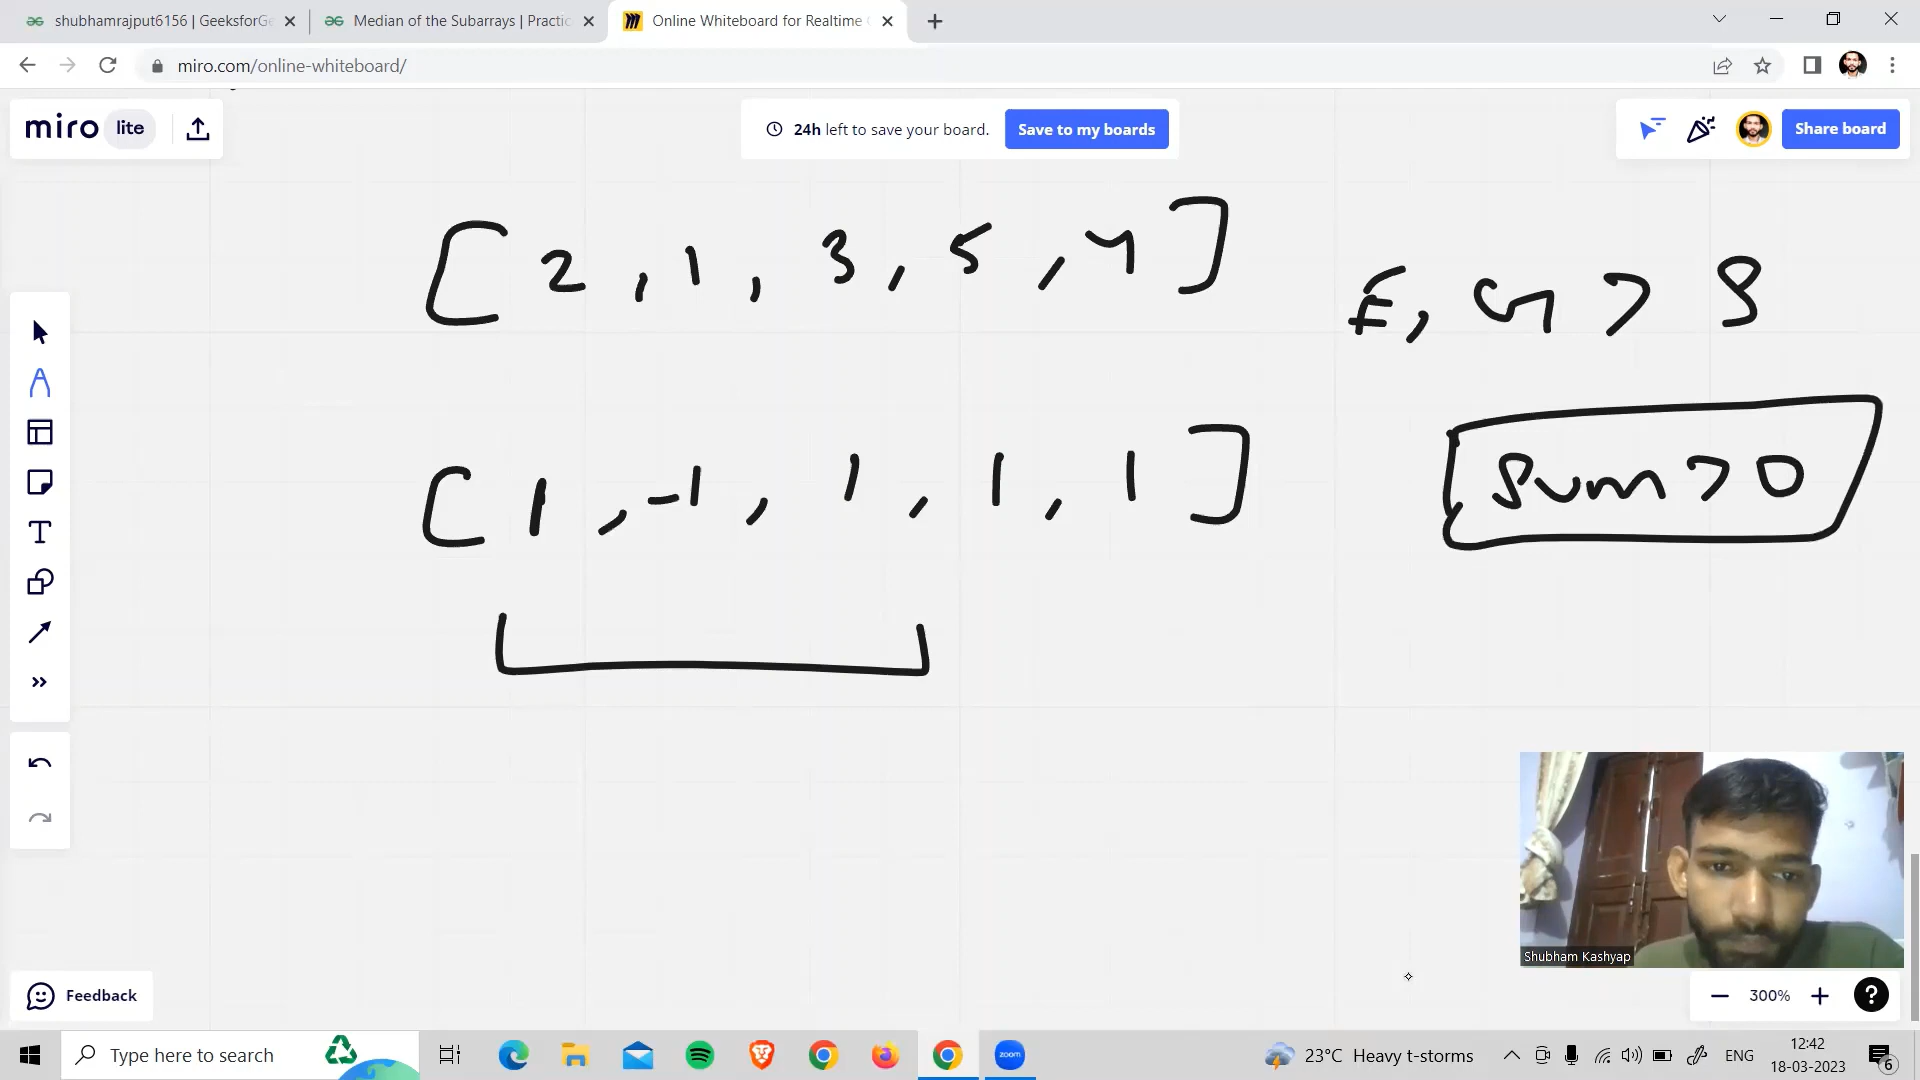 shubhamrajput6156 | GeeksforGe
Median of the Subarrays | Practic
Online Whiteboard for Realtime C
miro.com/online-whiteboard/
miro lite
24h left to save your board. Save to my boards
Share board
[2, 1, 3, 5, 4]
E, G > S
[1, -1, 1, 1, 1]
Sum > 0
T
Shubham Kashyap
Feedback
300%
?
Type here to search
zoom
23°C Heavy t-storms
ENG
12:42
18-03-2023
6